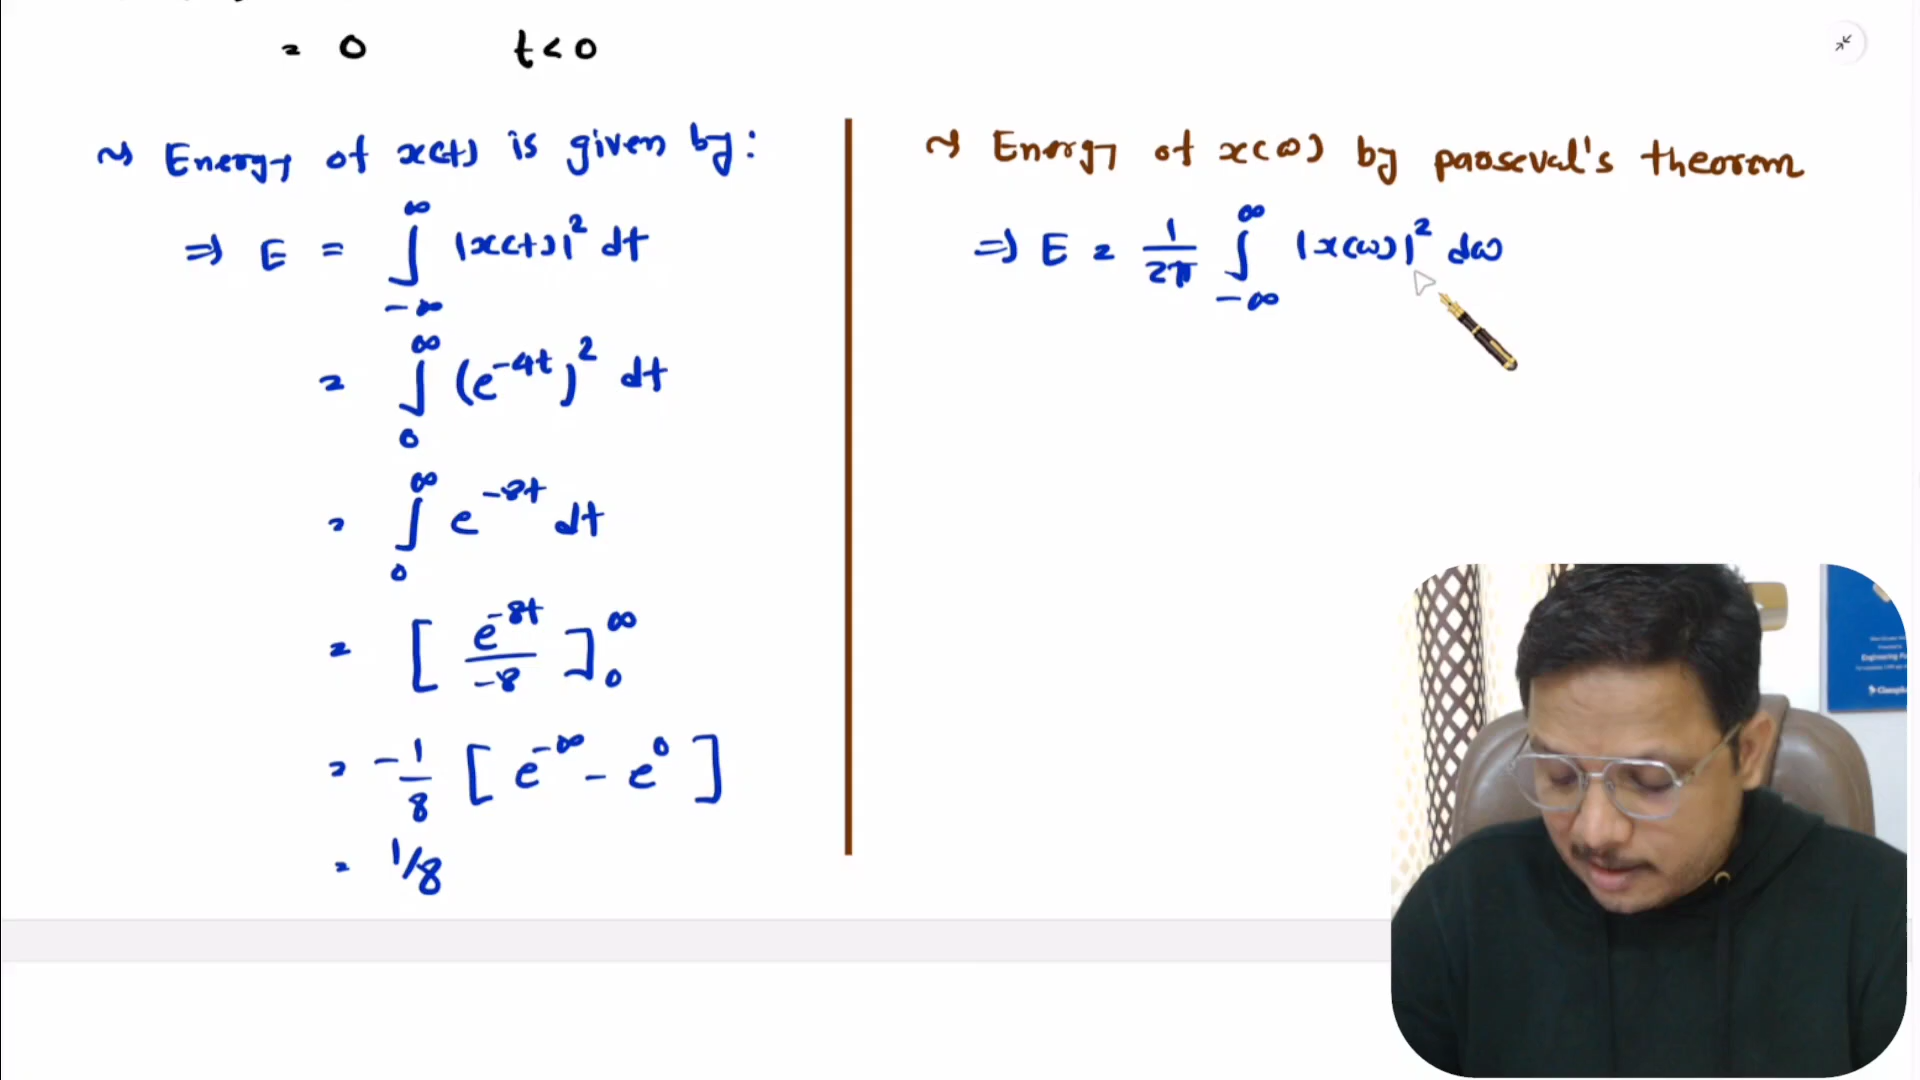 = 0 t < 0
~> Energy of x(t) is given by:
⇒ E = ∫_{-∞}^{∞} |x(t)|² dt
= ∫_{0}^{∞} (e^{-4t})² dt
= ∫_{0}^{∞} e^{-8t} dt
= [ e^{-8t} / -8 ]_{0}^{∞}
= -1/8 [ e^{-∞} - e^{0} ]
= 1/8
~> Energy of x(ω) by parseval's theorem
⇒ E = 1/2π ∫_{-∞}^{∞} |x(ω)|² dω